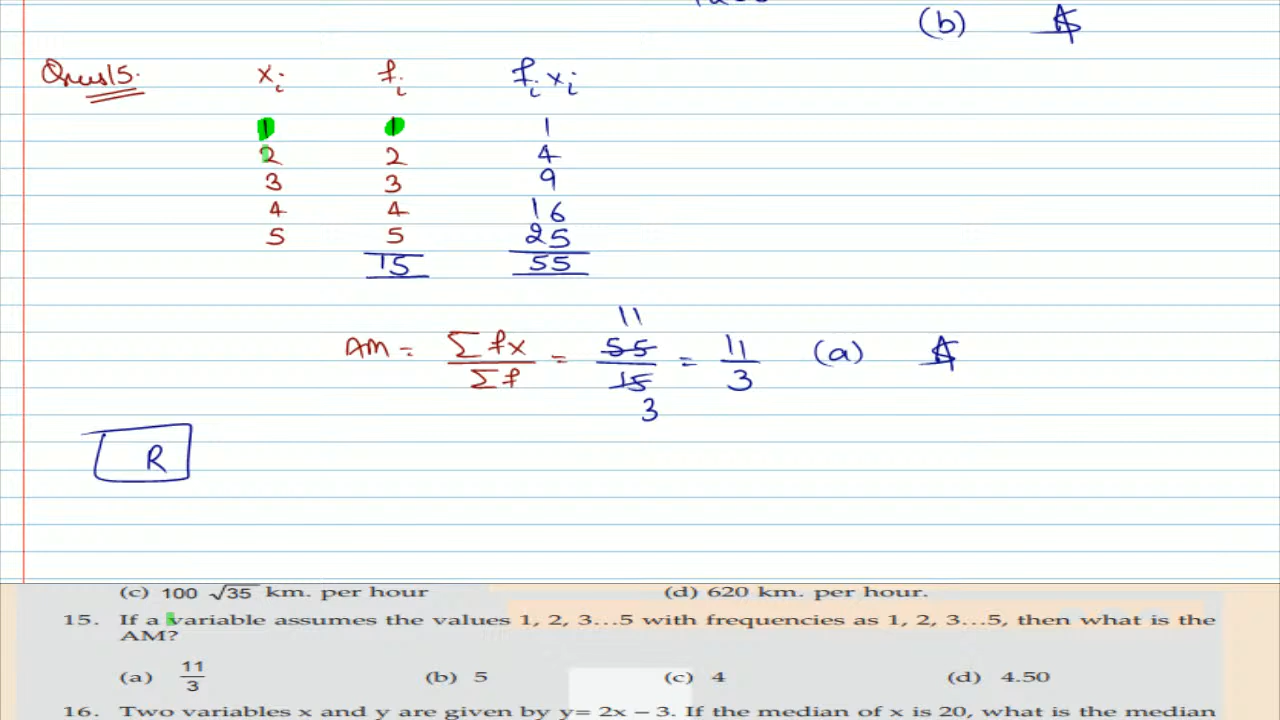 (b)
Ques15. xi fi fixi
1 1 1
2 2 4
3 3 9
4 4 16
5 5 25
15 55
11
AM = Σfx / Σf = 55 / 15 = 11 / 3 (a)
3
R
(c) 100 √35 km. per hour (d) 620 km. per hour.
15. If a variable assumes the values 1, 2, 3...5 with frequencies as 1, 2, 3...5, then what is the
AM?
(a) 11/3 (b) 5 (c) 4 (d) 4.50
16. Two variables x and y are given by y= 2x – 3. If the median of x is 20, what is the median